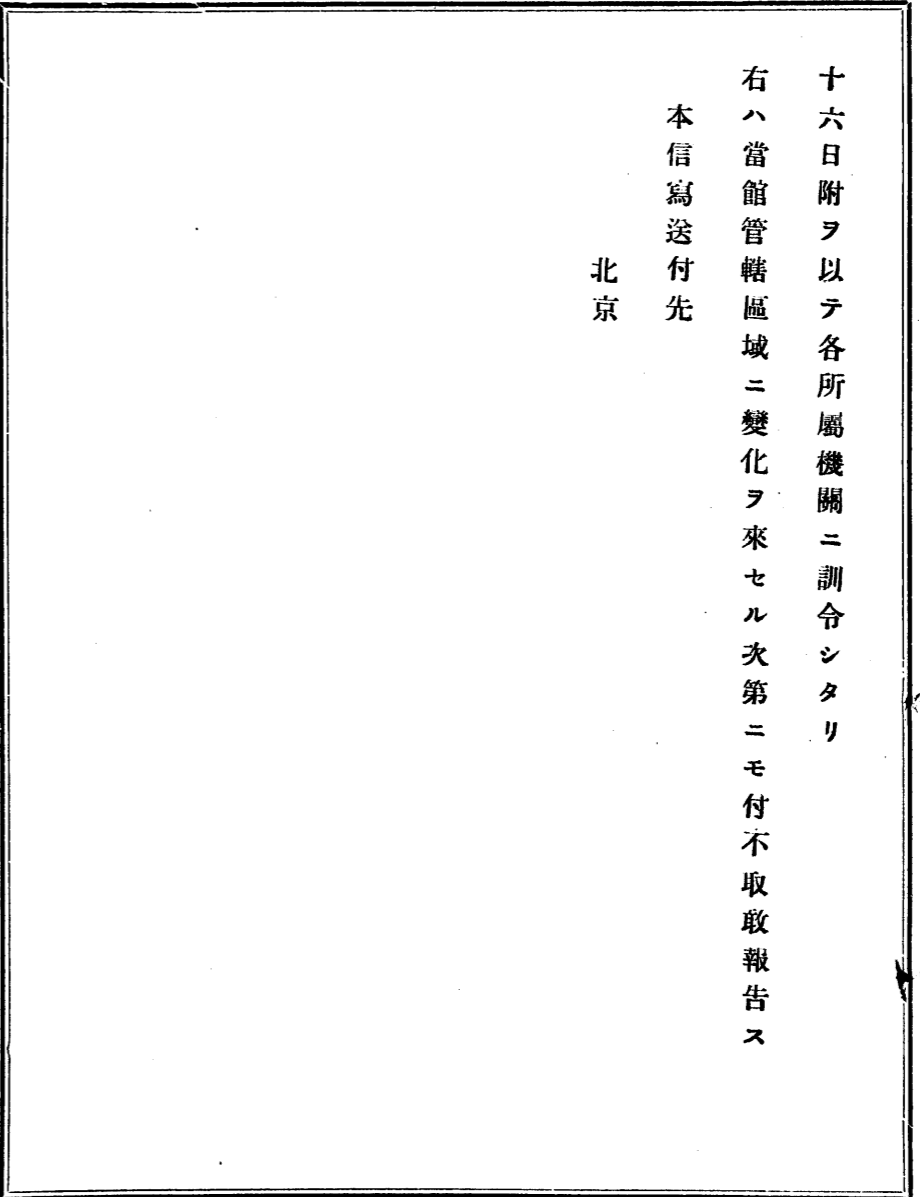 十六日附ヲ以テ各所屬機關ニ訓令シタリ
右ハ當館管轄區域ニ變化ヲ來セル次第ニモ付不取敢報告ス
本信寫送付先
北京